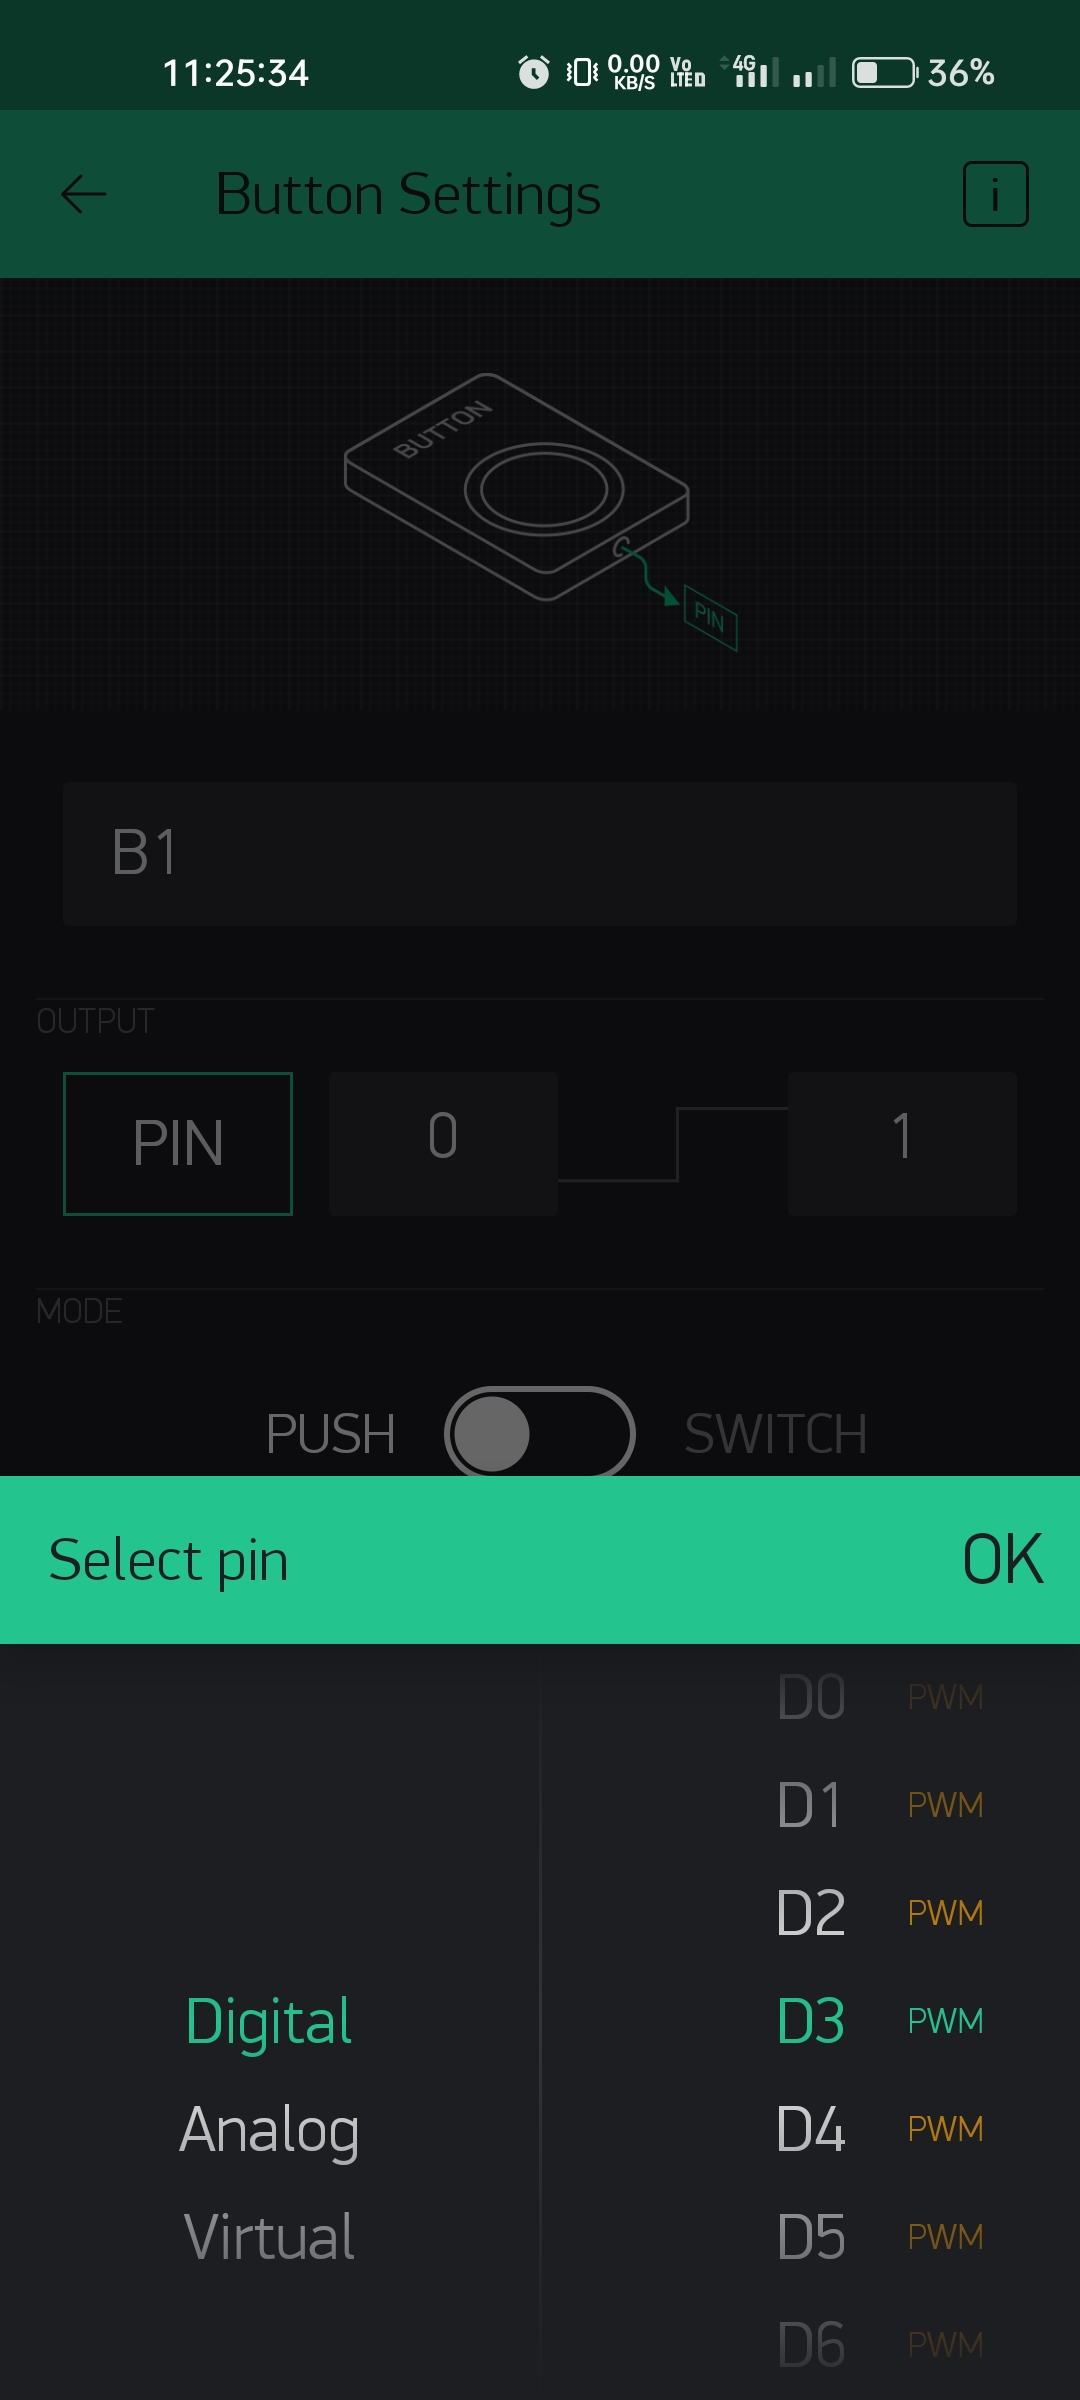 11:25:34 0.00 KB/S Vo LTE 4G 36%
Button Settings i
BUTTON
PIN
B1
OUTPUT
PIN 0 1
MODE
PUSH SWITCH
Select pin OK
D0 PWM
D1 PWM
D2 PWM
Digital D3 PWM
Analog D4 PWM
Virtual D5 PWM
D6 PWM